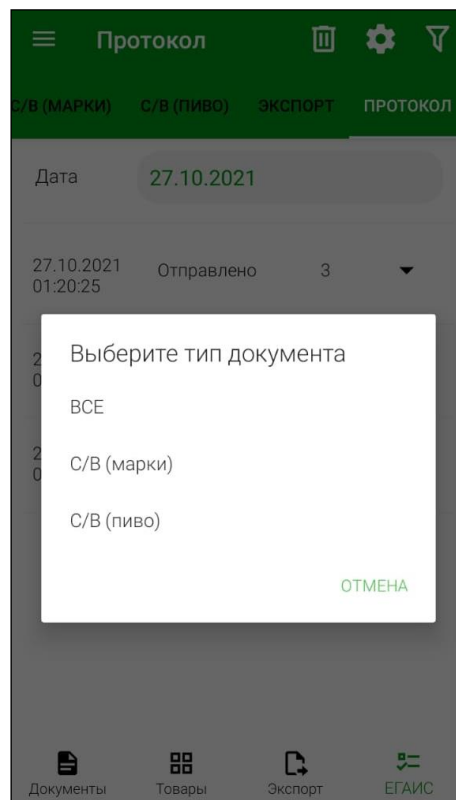 Протокол
С/В (МАРКИ) С/В (ПИВО) ЭКСПОРТ ПРОТОКОЛ
Дата 27.10.2021
27.10.2021 Отправлено 3
01:20:25
Выберите тип документа
ВСЕ
С/В (марки)
С/В (пиво)
ОТМЕНА
Документы Товары Экспорт ЕГАИС